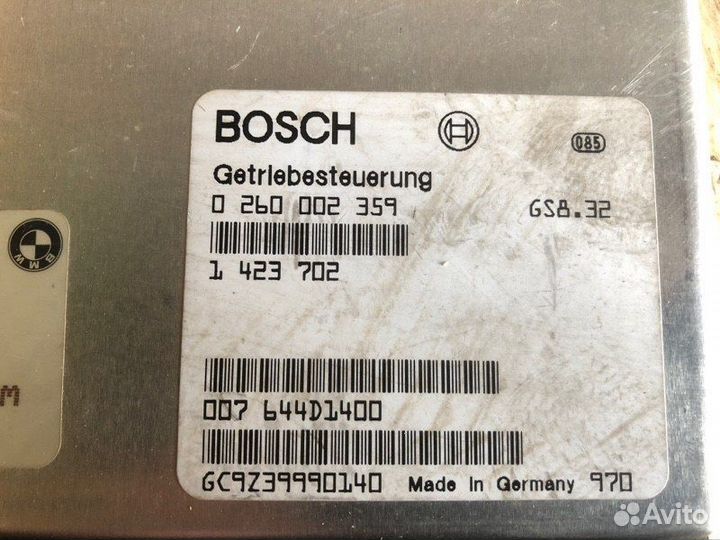 BOSCH
085
Getriebesteuerung
0 260 002 359 GS8.32
1 423 702
BMW
M
007 644D1400
GC9Z39990140 Made In Germany 970
Avito